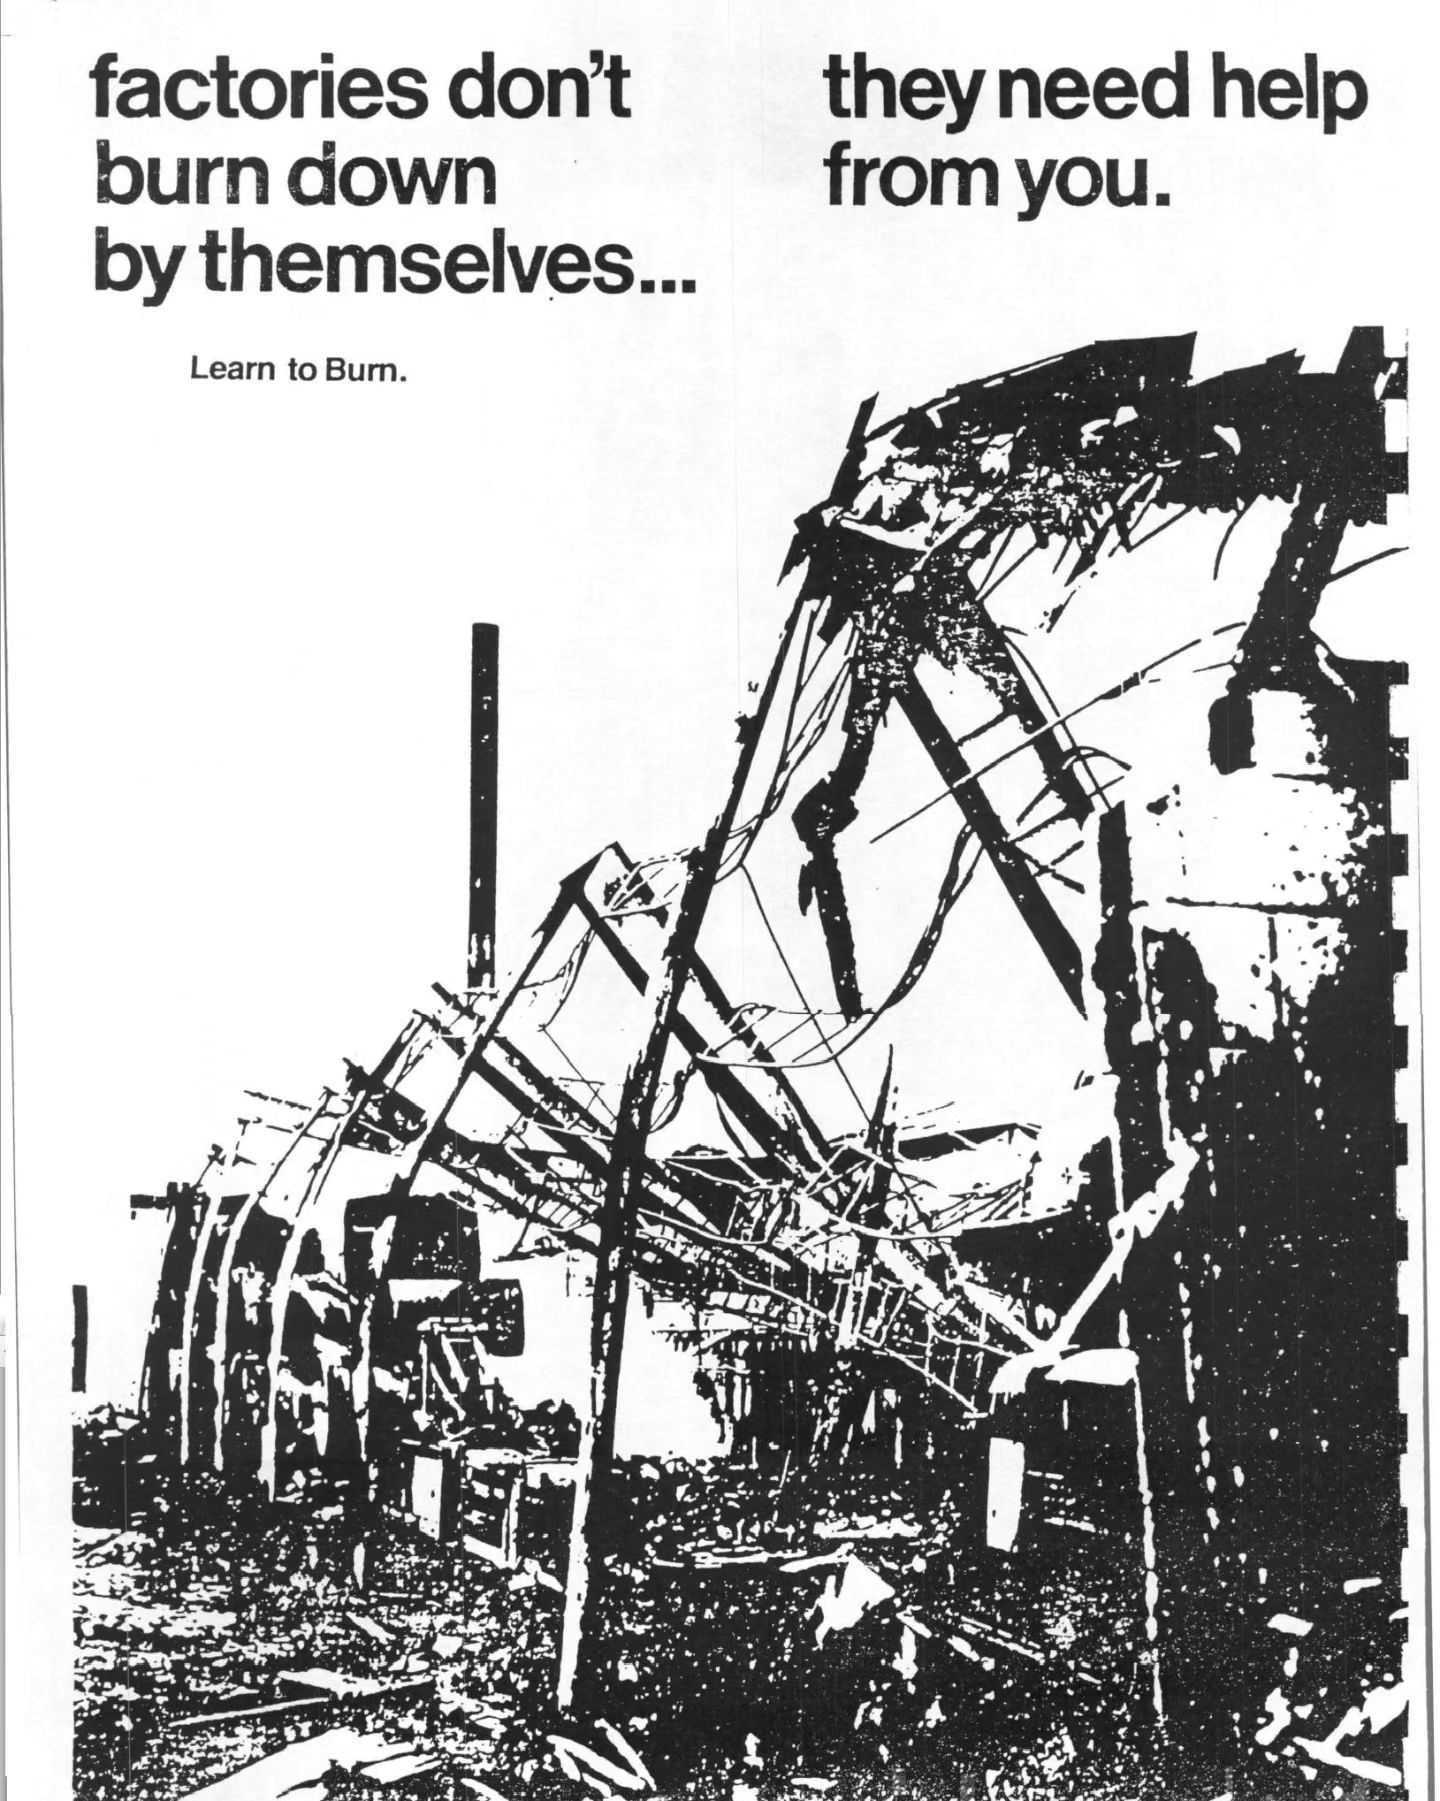 factories don't
burn down
by themselves...
they need help
from you.
Learn to Burn.